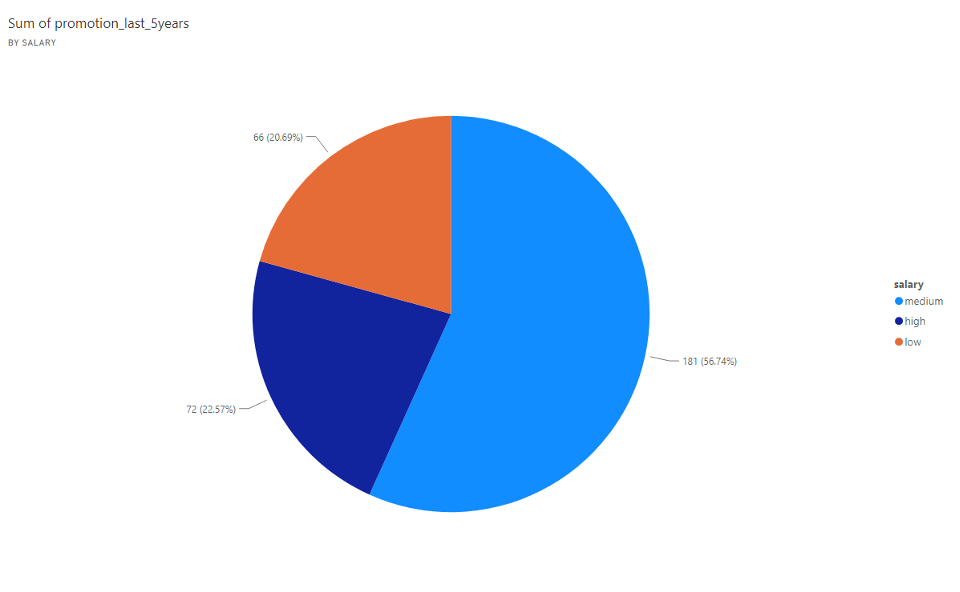 Sum of promotion_last_5years
BY SALARY
66 (20.69%)
181 (56.74%)
72 (22.57%)
salary
medium
high
low